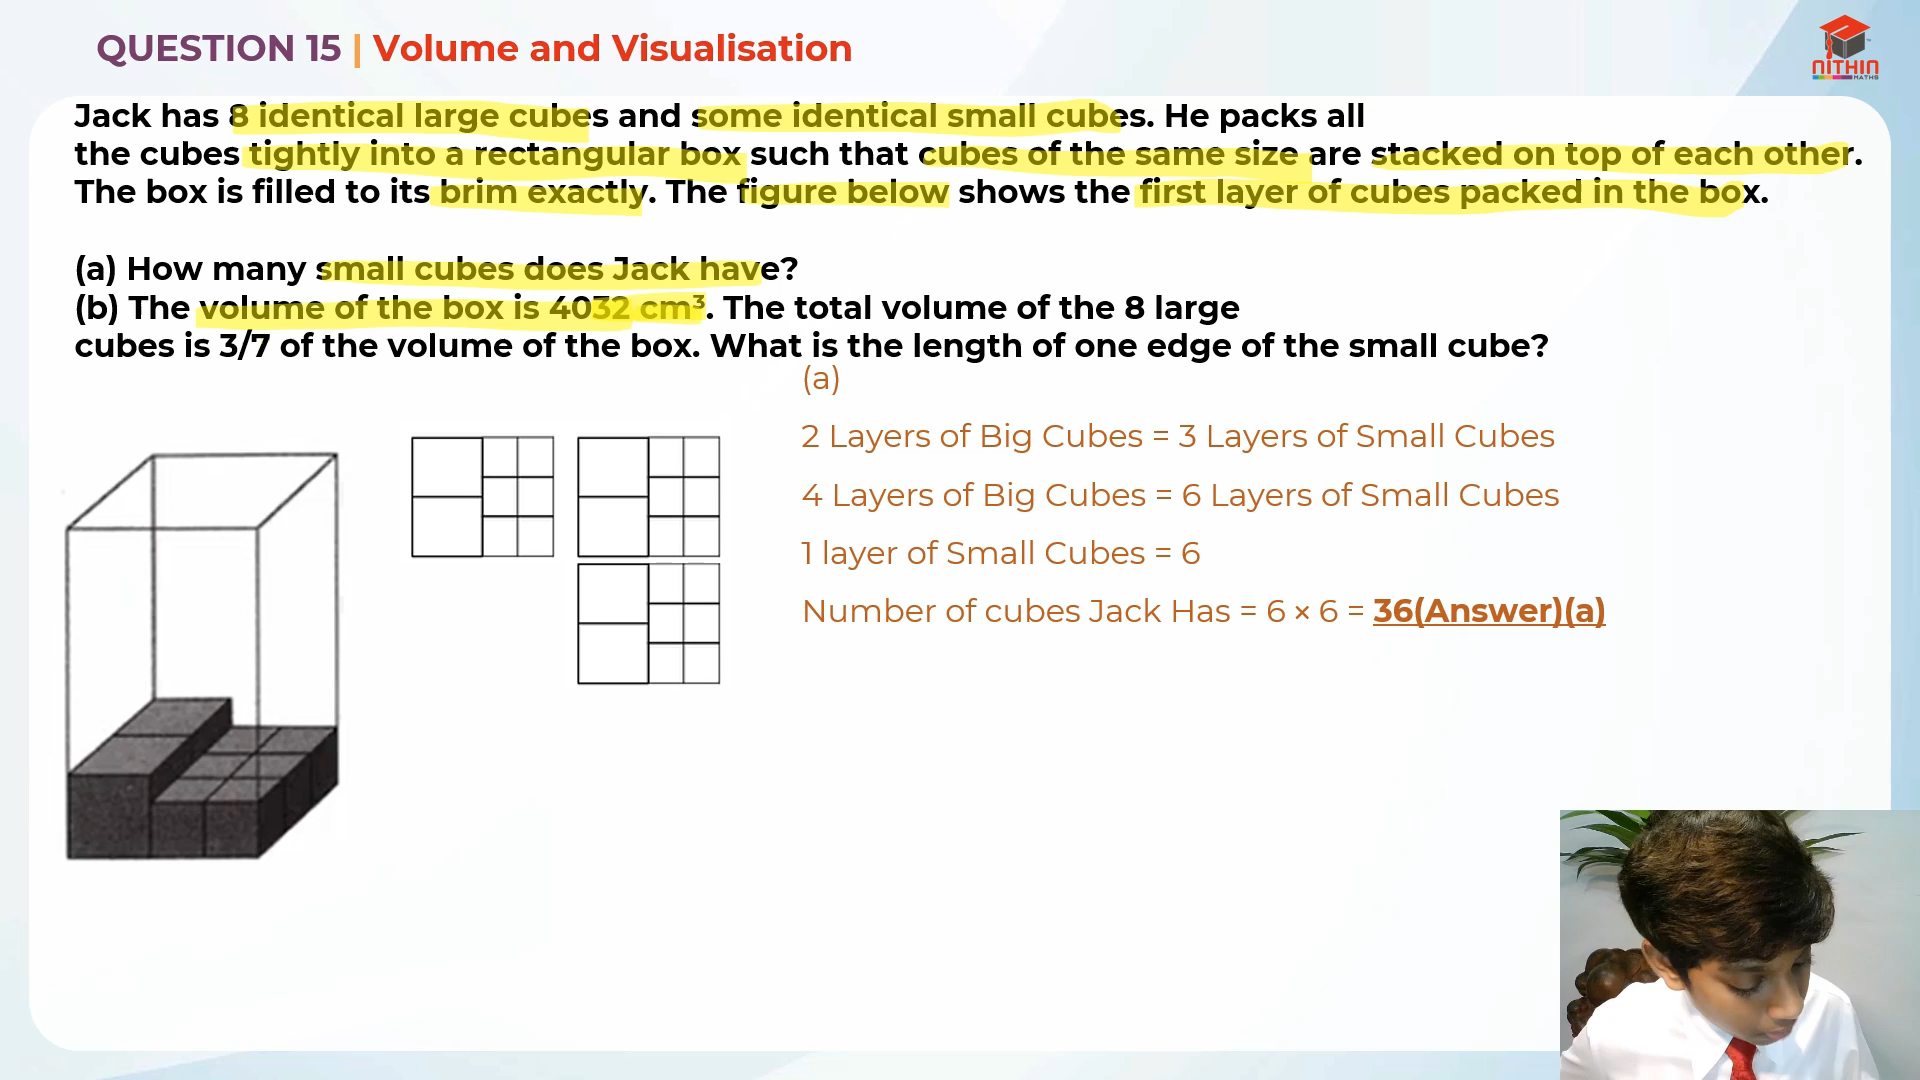 QUESTION 15 | Volume and Visualisation
NITHIN
MATHS
Jack has 8 identical large cubes and some identical small cubes. He packs all
the cubes tightly into a rectangular box such that cubes of the same size are stacked on top of each other.
The box is filled to its brim exactly. The figure below shows the first layer of cubes packed in the box.
(a) How many small cubes does Jack have?
(b) The volume of the box is 4032 cm³. The total volume of the 8 large
cubes is 3/7 of the volume of the box. What is the length of one edge of the small cube?
(a)
2 Layers of Big Cubes = 3 Layers of Small Cubes
4 Layers of Big Cubes = 6 Layers of Small Cubes
1 layer of Small Cubes = 6
Number of cubes Jack Has = 6 × 6 = 36(Answer)(a)